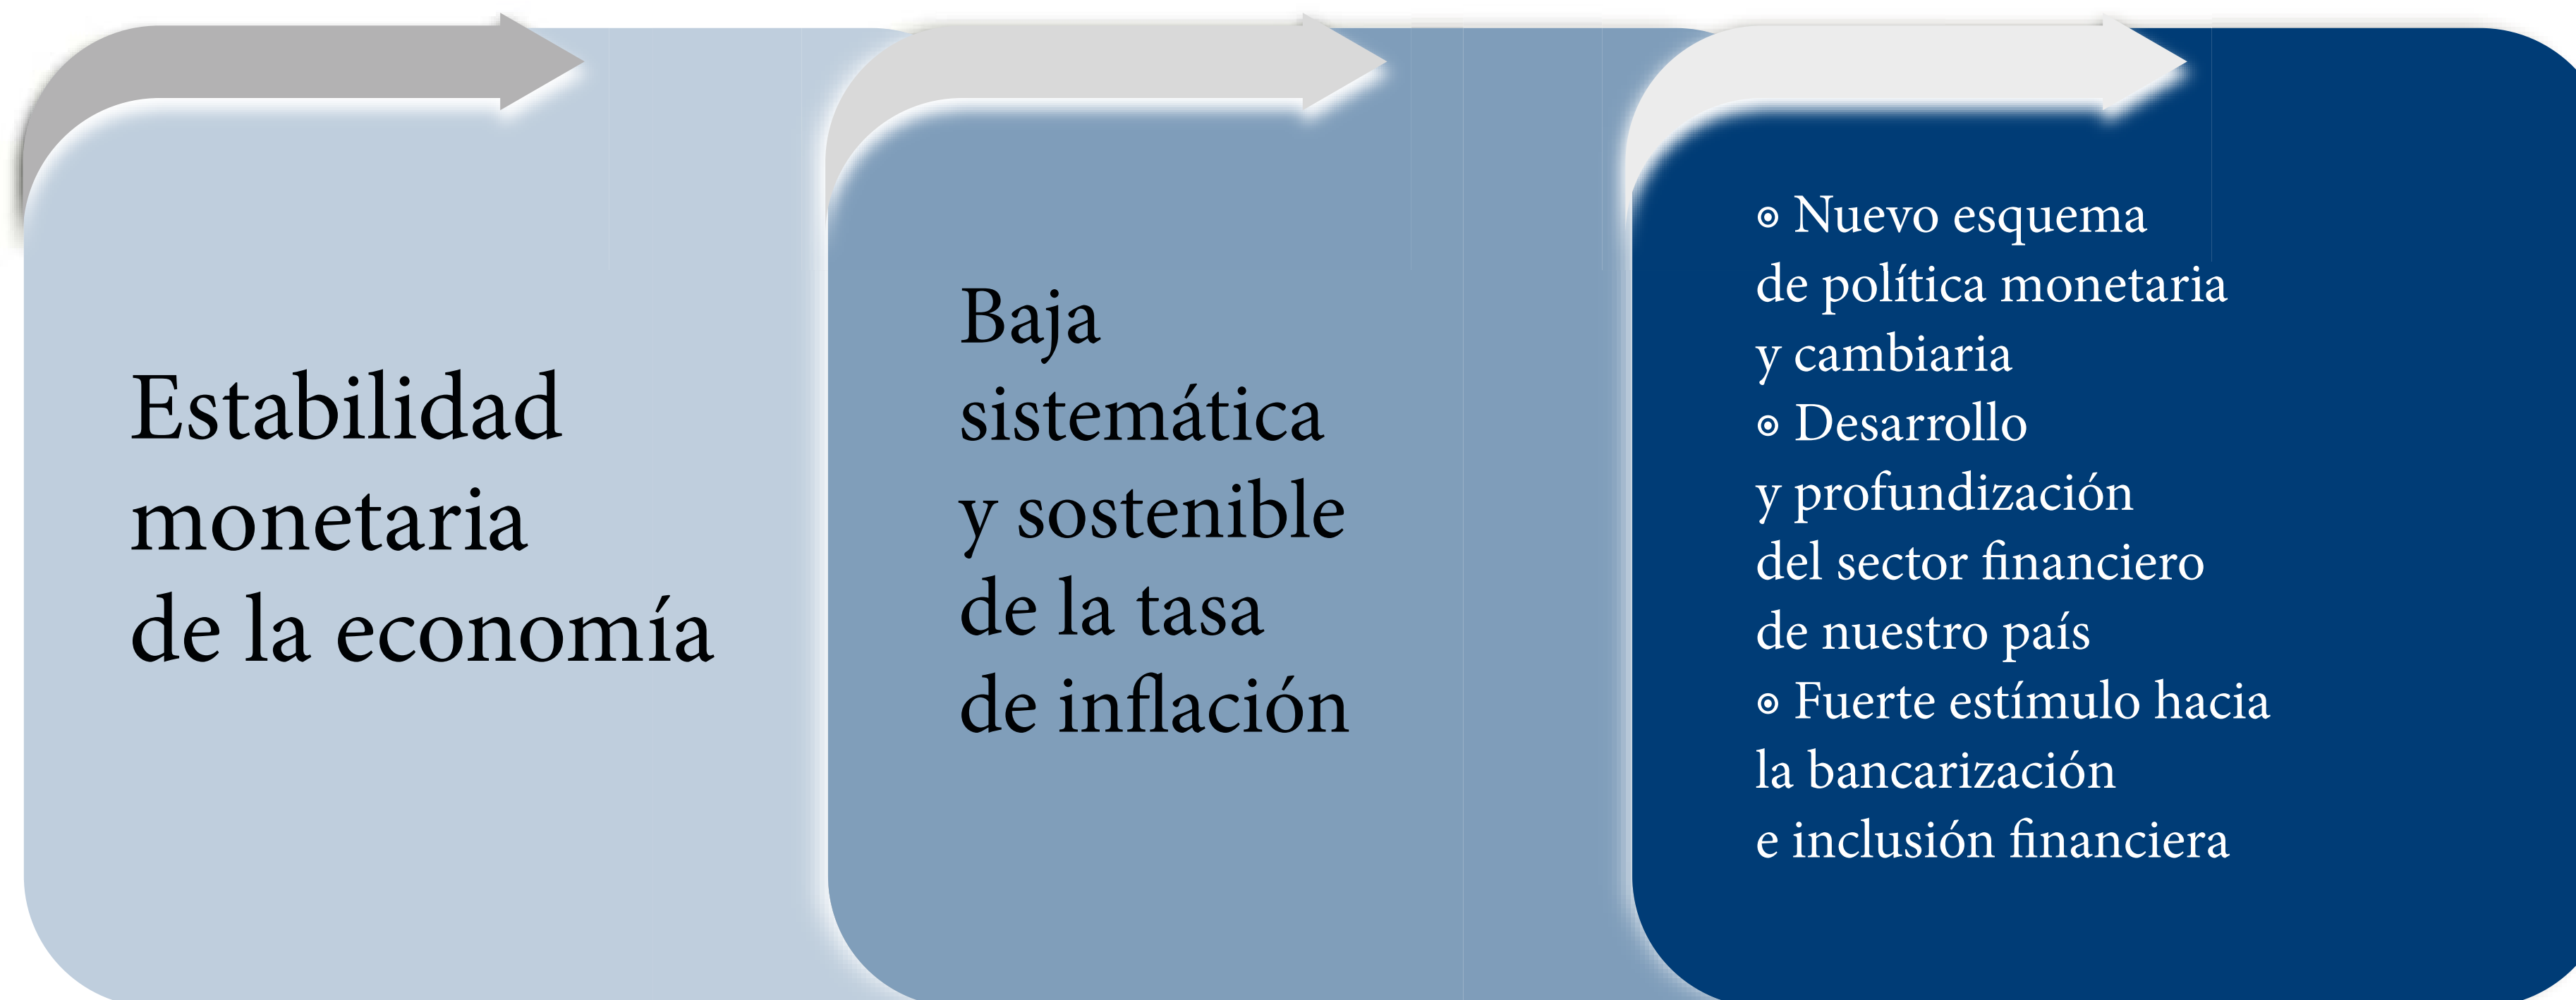 Estabilidad
monetaria
de la economía
Baja
sistemática
y sostenible
de la tasa
de inflación
⊙ Nuevo esquema
de política monetaria
y cambiaria
⊙ Desarrollo
y profundización
del sector financiero
de nuestro país
⊙ Fuerte estímulo hacia
la bancarización
e inclusión financiera